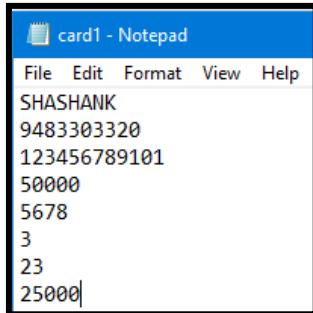 card1 - Notepad
File Edit Format View Help
SHASHANK
9483303320
123456789101
50000
5678
3
23
25000